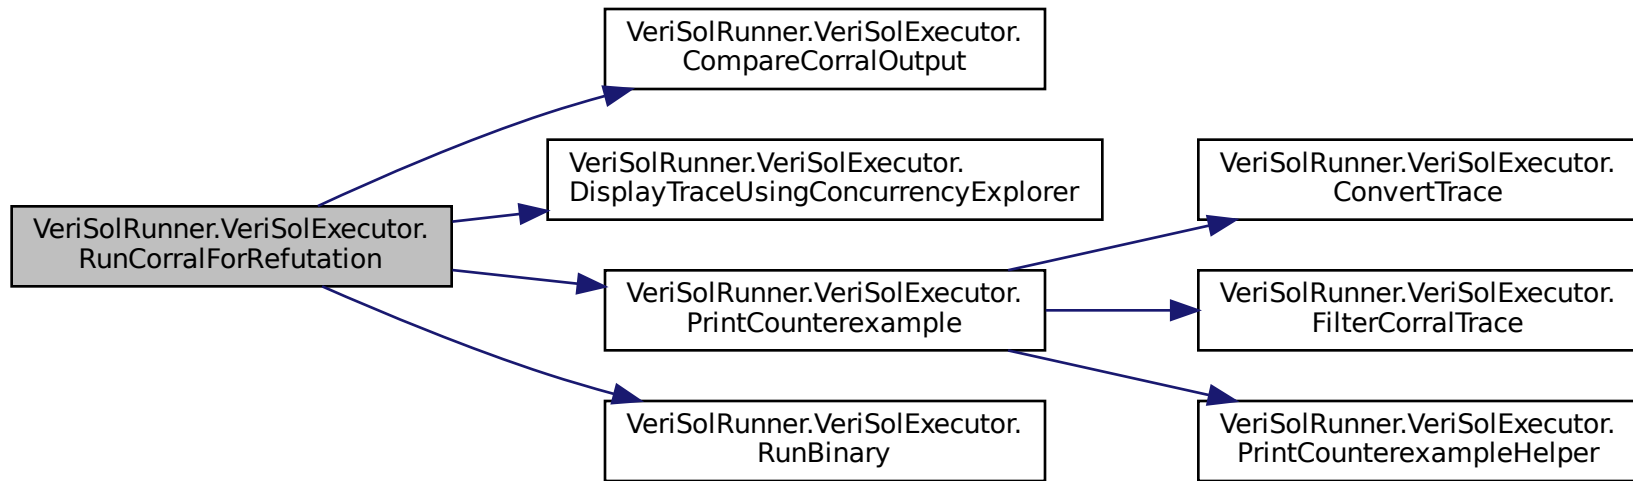 VeriSolRunner.VeriSolExecutor.
RunCorralForRefutation
VeriSolRunner.VeriSolExecutor.
CompareCorralOutput
VeriSolRunner.VeriSolExecutor.
DisplayTraceUsingConcurrencyExplorer
VeriSolRunner.VeriSolExecutor.
PrintCounterexample
VeriSolRunner.VeriSolExecutor.
RunBinary
VeriSolRunner.VeriSolExecutor.
ConvertTrace
VeriSolRunner.VeriSolExecutor.
FilterCorralTrace
VeriSolRunner.VeriSolExecutor.
PrintCounterexampleHelper